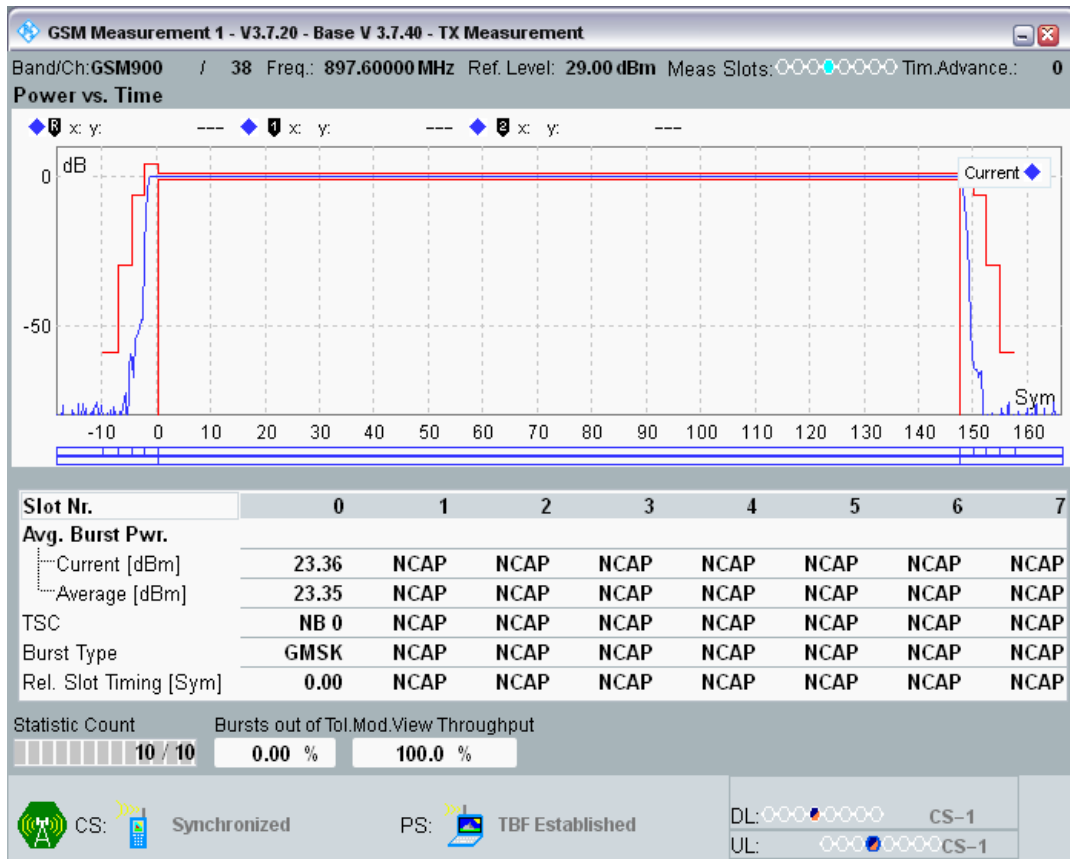 GSM Measurement 1 - V3.7.20 - Base V 3.7.40 - TX Measurement
Band/Ch:GSM900 / 38 Freq.: 897.60000 MHz Ref. Level: 29.00 dBm Meas Slots: Tim.Advance.: 0
Power vs. Time
R x: y: --- 1 x: y: --- 2 x: y: ---
dB
Current
0
-50
Sym
-10 0 10 20 30 40 50 60 70 80 90 100 110 120 130 140 150 160
Slot Nr. 0 1 2 3 4 5 6 7
Avg. Burst Pwr.
Current [dBm] 23.36 NCAP NCAP NCAP NCAP NCAP NCAP NCAP
Average [dBm] 23.35 NCAP NCAP NCAP NCAP NCAP NCAP NCAP
TSC NB 0 NCAP NCAP NCAP NCAP NCAP NCAP NCAP
Burst Type GMSK NCAP NCAP NCAP NCAP NCAP NCAP NCAP
Rel. Slot Timing [Sym] 0.00 NCAP NCAP NCAP NCAP NCAP NCAP NCAP
Statistic Count Bursts out of Tol.Mod.View Throughput
10 / 10 0.00 % 100.0 %
CS: Synchronized PS: TBF Established
DL: CS-1
UL: CS-1